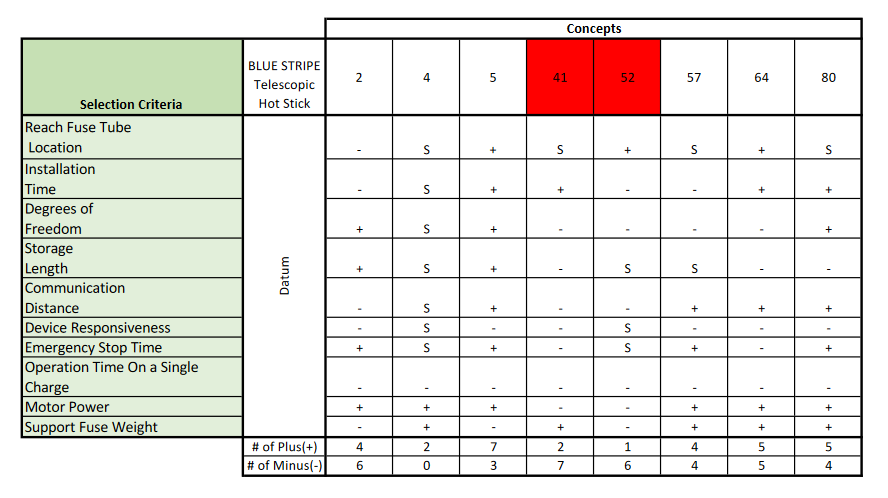 Concepts
Selection Criteria BLUE STRIPE Telescopic Hot Stick 2 4 5 41 52 57 64 80
Datum
Reach Fuse Tube
Location - S + S + S + S
Installation
Time - S + + - - + +
Degrees of
Freedom + S + - - - - +
Storage
Length + S + - S S - -
Communication
Distance - S + - - + + +
Device Responsiveness - S - - S - - -
Emergency Stop Time + S + - S + - +
Operation Time On a Single
Charge - - - - - - - -
Motor Power + + + - - + + +
Support Fuse Weight - + - + - + + +
# of Plus(+) 4 2 7 2 1 4 5 5
# of Minus(-) 6 0 3 7 6 4 5 4